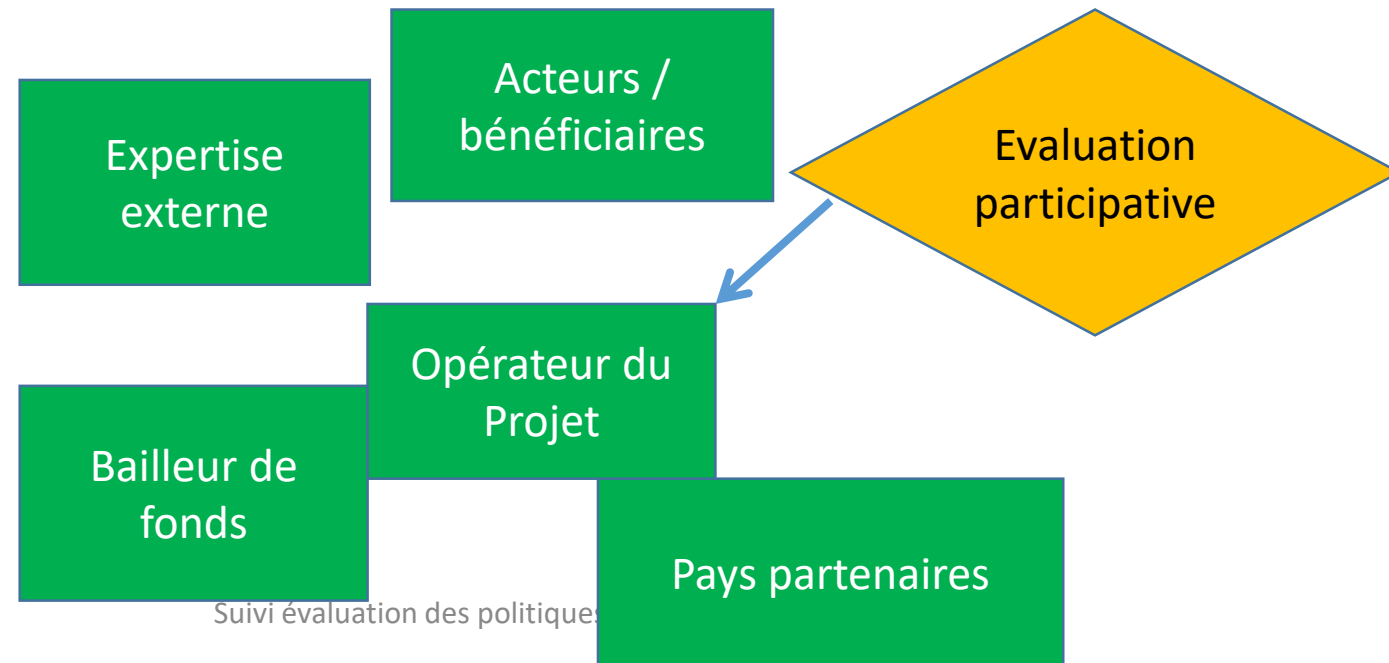 Acteurs /
bénéficiaires
Expertise
externe
Evaluation
participative
Opérateur du
Projet
Bailleur de
fonds
Pays partenaires
Suivi évaluation des politiques